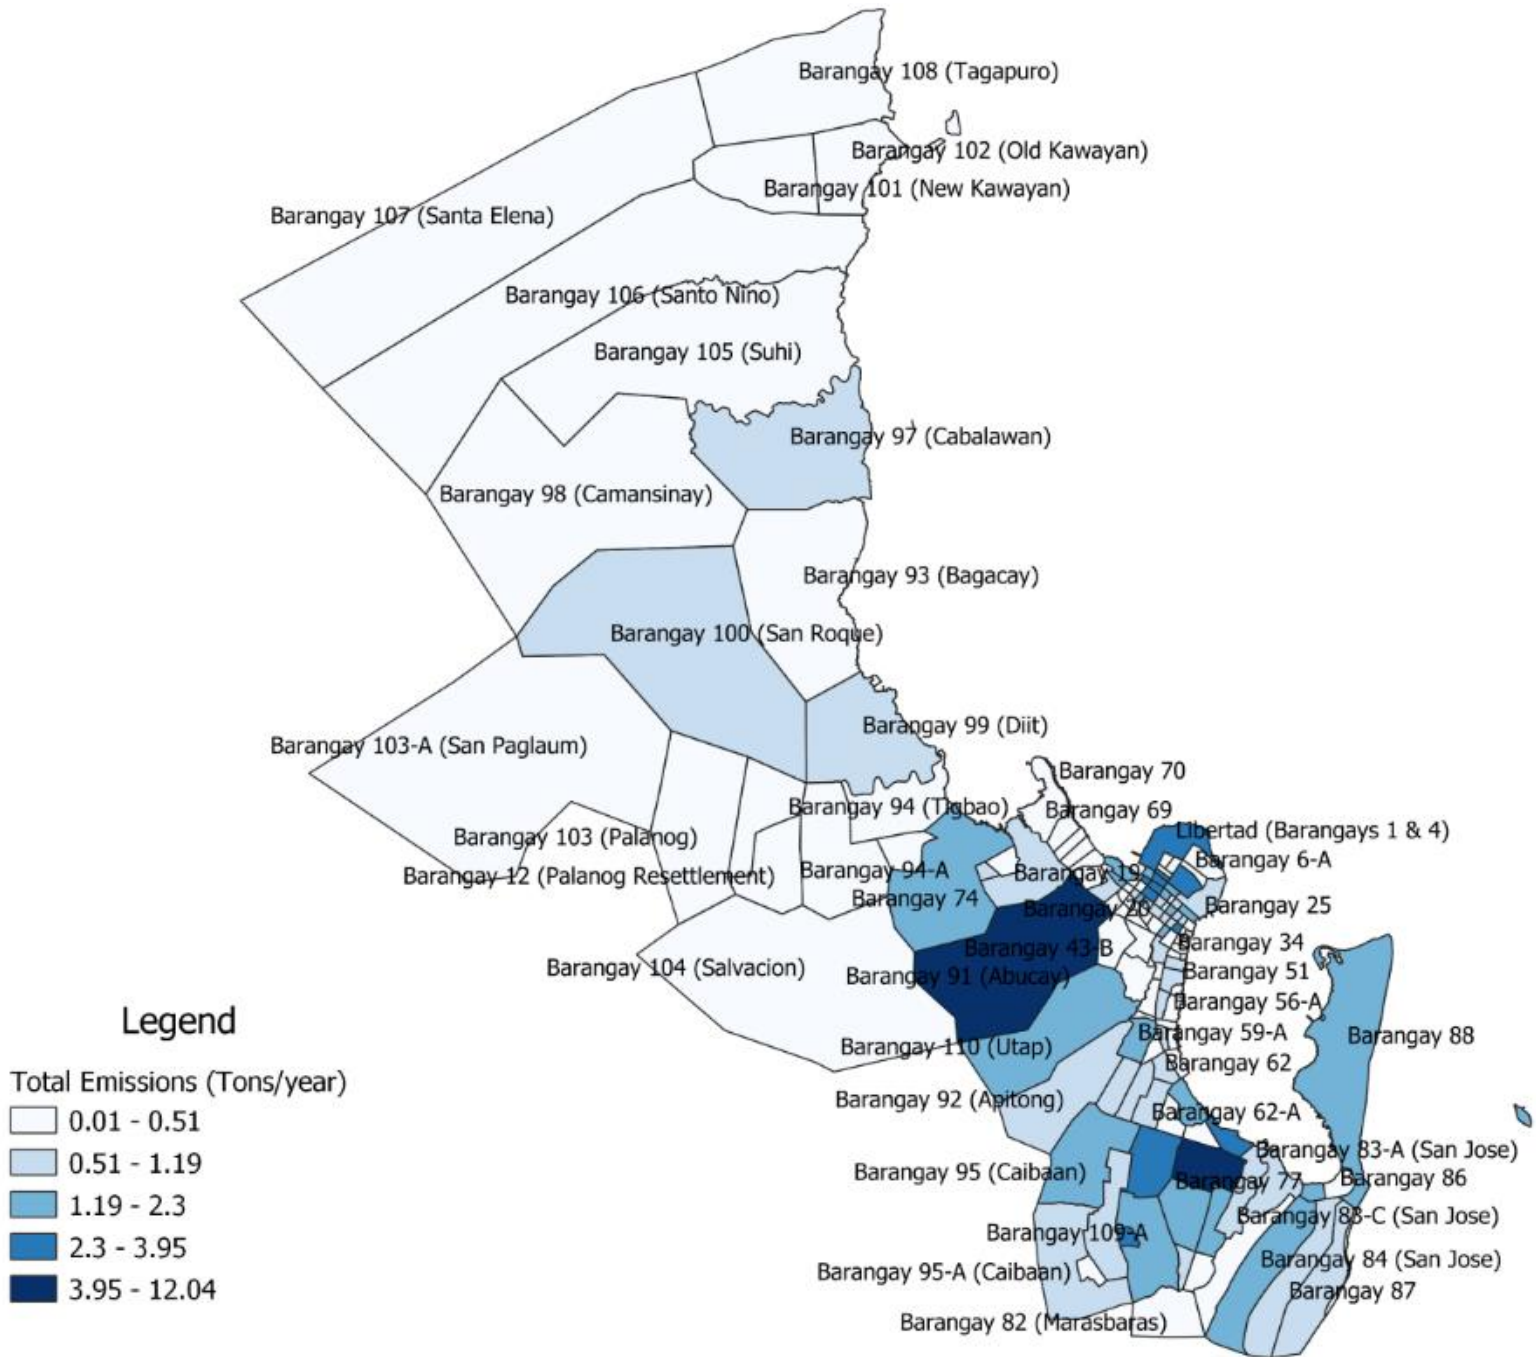 Barangay 108 (Tagapuro)
Barangay 102 (Old Kawayan)
Barangay 101 (New Kawayan)
Barangay 107 (Santa Elena)
Barangay 106 (Santo Nino)
Barangay 105 (Suhi)
Barangay 97 (Cabalawan)
Barangay 98 (Camansinay)
Barangay 93 (Bagacay)
Barangay 100 (San Roque)
Barangay 99 (Diit)
Barangay 103-A (San Paglaum)
Barangay 70
Barangay 94 (Tigbao)
Barangay 69
Libertad (Barangays 1 & 4)
Barangay 103 (Palanog)
Barangay 6-A
Barangay 12 (Palanog Resettlement)
Barangay 94-A
Barangay 19
Barangay 74
Barangay 20
Barangay 25
Barangay 43-B
Barangay 34
Barangay 104 (Salvacion)
Barangay 91 (Abucay)
Barangay 51
Barangay 56-A
Barangay 110 (Utap)
Barangay 59-A
Barangay 88
Barangay 62
Barangay 92 (Apitong)
Barangay 62-A
Barangay 83-A (San Jose)
Barangay 95 (Caibaan)
Barangay 77
Barangay 86
Barangay 83-C (San Jose)
Barangay 109-A
Barangay 84 (San Jose)
Barangay 95-A (Caibaan)
Barangay 87
Barangay 82 (Marasbaras)
Legend
Total Emissions (Tons/year)
0.01 - 0.51
0.51 - 1.19
1.19 - 2.3
2.3 - 3.95
3.95 - 12.04